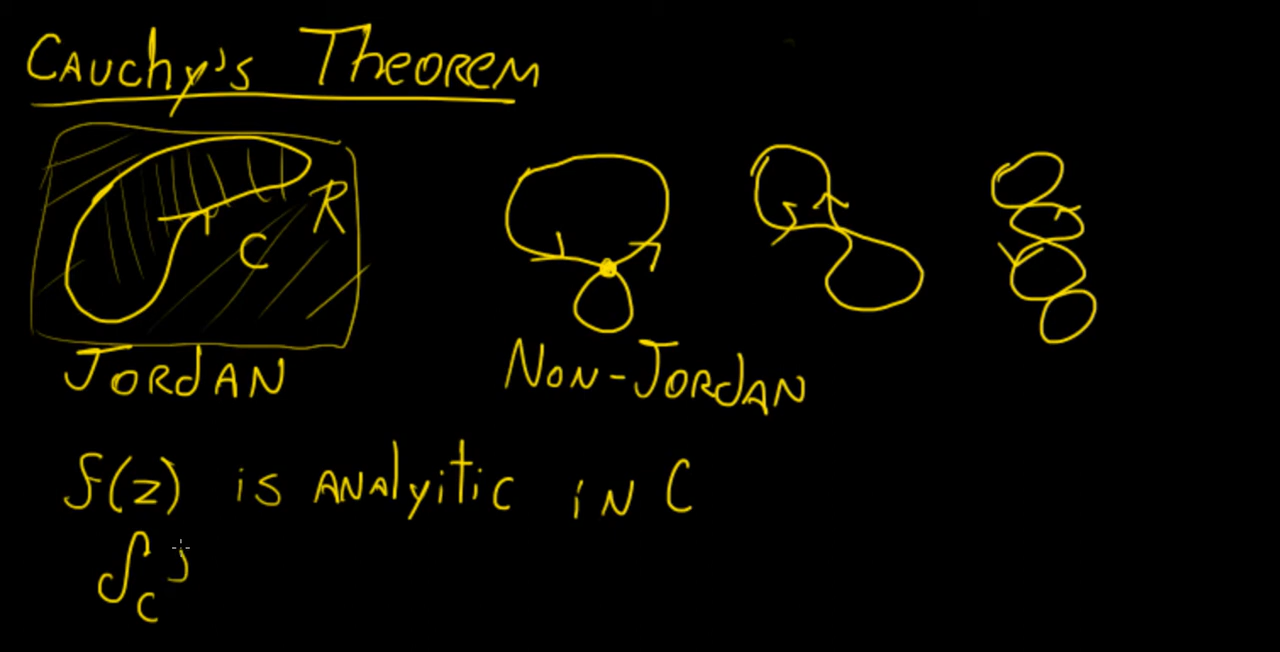 Cauchy's Theorem
R
C
Jordan
Non-Jordan
f(z) is analyitic in C
∫C